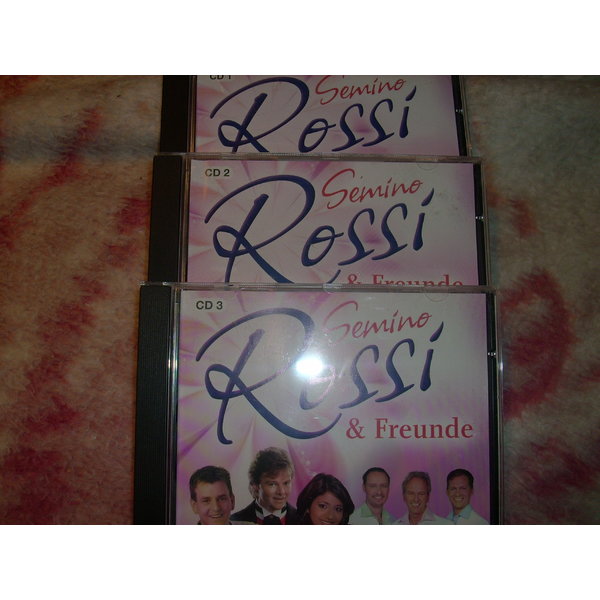 CD 1
Semino
Rossi
CD 2
Semino
Rossi
& Freunde
CD 3
Semino
Rossi
& Freunde